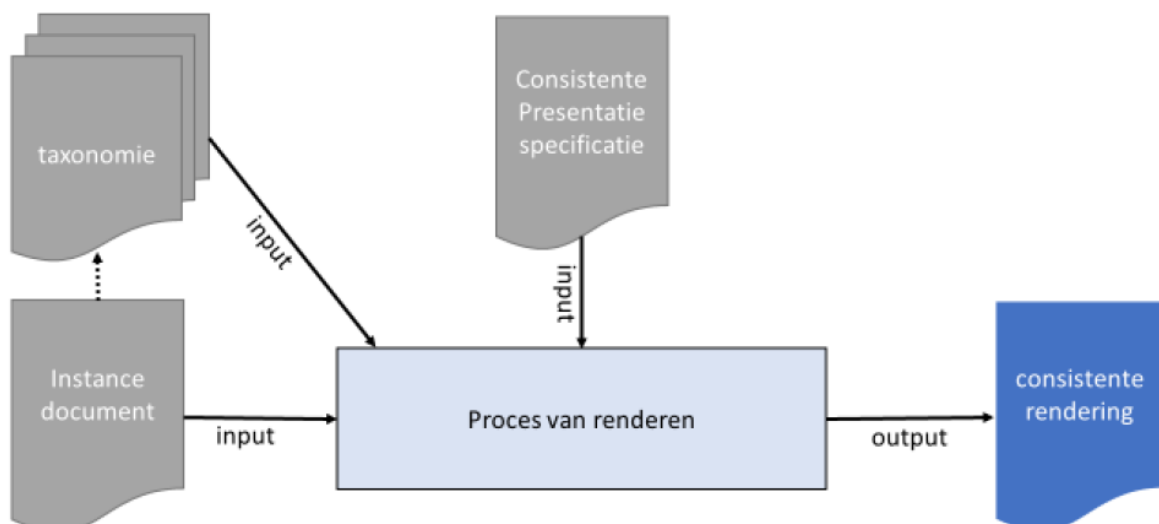 taxonomie
Consistente
Presentatie
specificatie
input
input
Instance
document
input
Proces van renderen
output
consistente
rendering